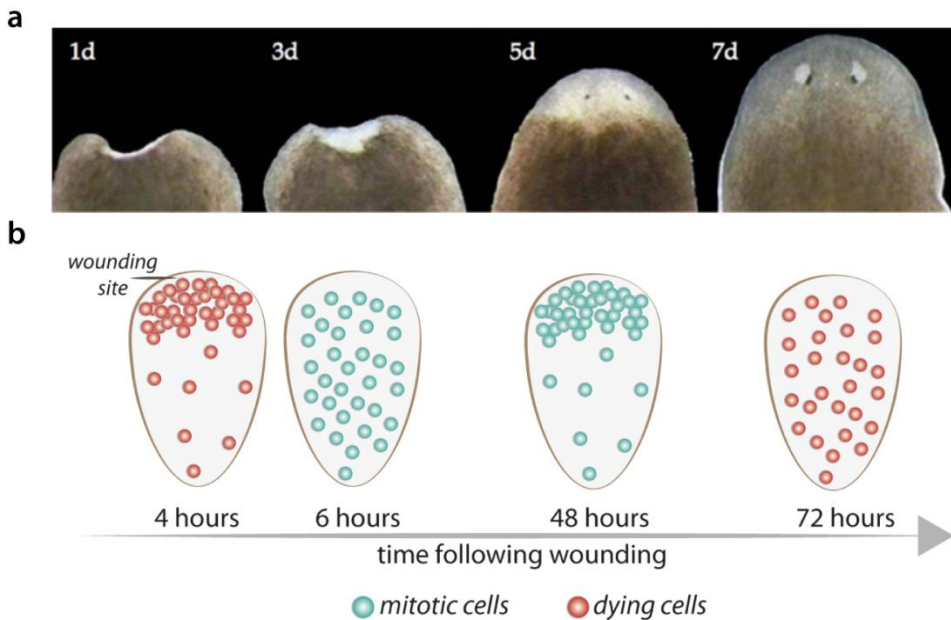 a
1d 3d 5d 7d
b
wounding
site
4 hours 6 hours 48 hours 72 hours
time following wounding
mitotic cells dying cells